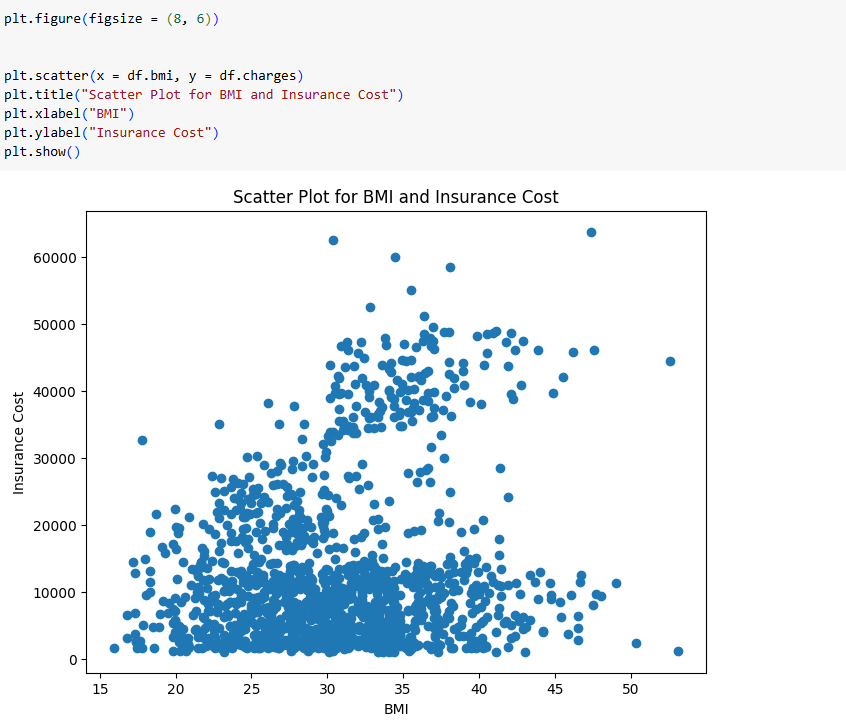 plt.figure(figsize = (8, 6))
plt.scatter(x = df.bmi, y = df.charges)
plt.title("Scatter Plot for BMI and Insurance Cost")
plt.xlabel("BMI")
plt.ylabel("Insurance Cost")
plt.show()
Scatter Plot for BMI and Insurance Cost
60000
50000
40000
30000
20000
10000
0
Insurance Cost
15 20 25 30 35 40 45 50
BMI